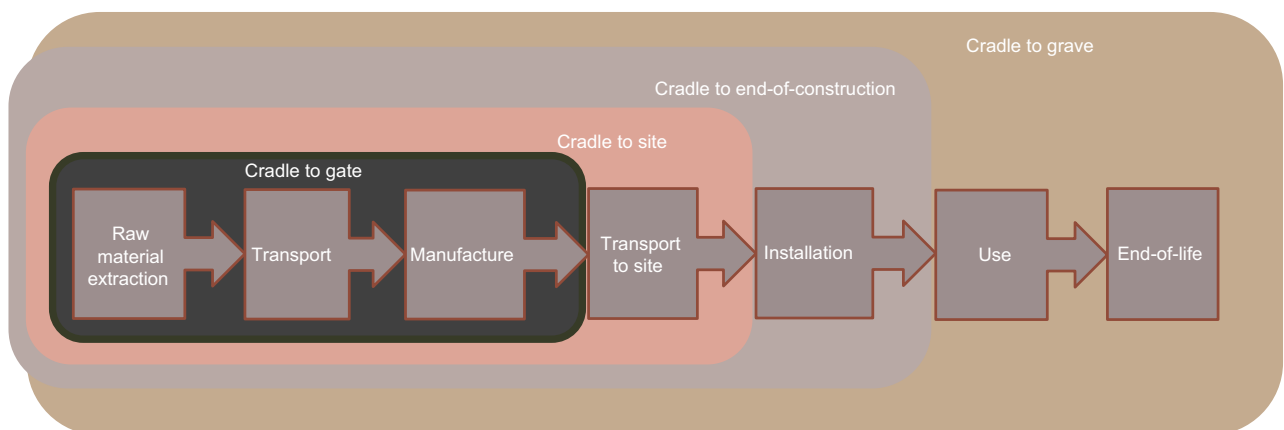 Cradle to grave
Cradle to end-of-construction
Cradle to site
Cradle to gate
Raw
material
extraction
Transport
Manufacture
Transport
to site
Installation
Use
End-of-life